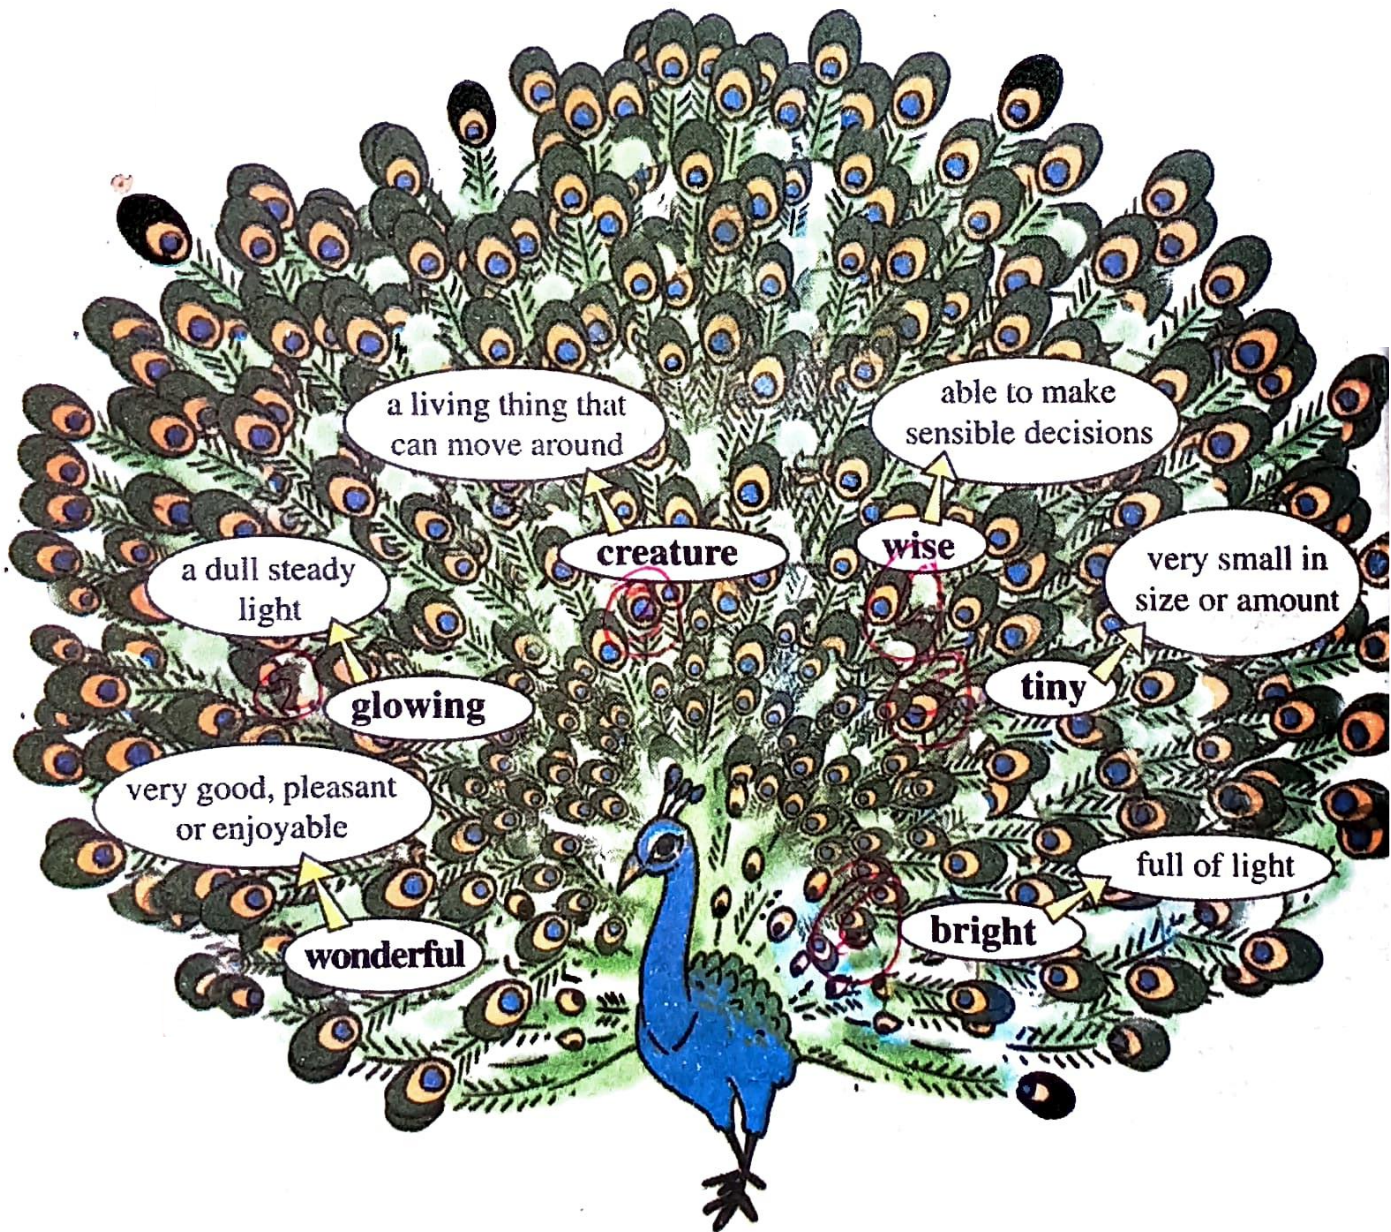 a living thing that
can move around
creature
able to make
sensible decisions
wise
a dull steady
light
glowing
very small in
size or amount
tiny
very good, pleasant
or enjoyable
wonderful
full of light
bright